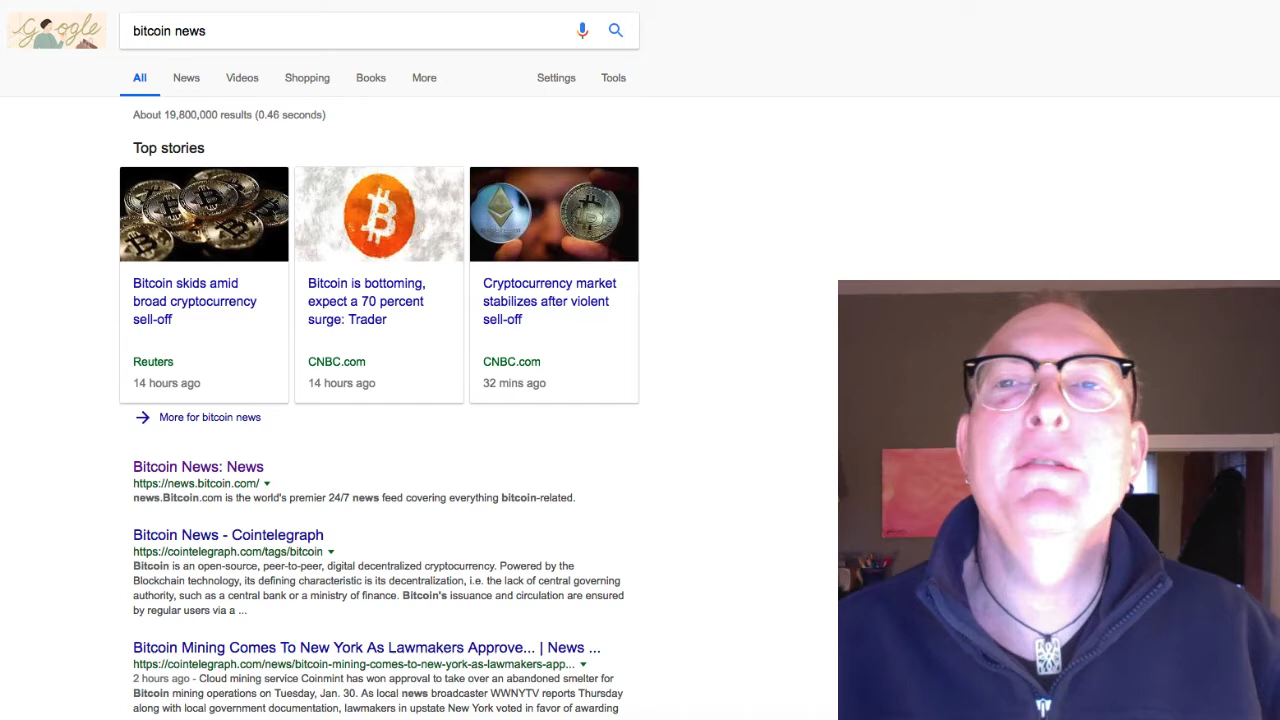 Google
bitcoin news
All News Videos Shopping Books More Settings Tools
About 19,800,000 results (0.46 seconds)
Top stories
Bitcoin skids amid
broad cryptocurrency
sell-off
Reuters
14 hours ago
Bitcoin is bottoming,
expect a 70 percent
surge: Trader
CNBC.com
14 hours ago
Cryptocurrency market
stabilizes after violent
sell-off
CNBC.com
32 mins ago
More for bitcoin news
Bitcoin News: News
https://news.bitcoin.com/
news.Bitcoin.com is the world's premier 24/7 news feed covering everything bitcoin-related.
Bitcoin News - Cointelegraph
https://cointelegraph.com/tags/bitcoin
Bitcoin is an open-source, peer-to-peer, digital decentralized cryptocurrency. Powered by the
Blockchain technology, its defining characteristic is its decentralization, i.e. the lack of central governing
authority, such as a central bank or a ministry of finance. Bitcoin's issuance and circulation are ensured
by regular users via a ...
Bitcoin Mining Comes To New York As Lawmakers Approve... | News ...
https://cointelegraph.com/news/bitcoin-mining-comes-to-new-york-as-lawmakers-app...
2 hours ago - Cloud mining service Coinmint has won approval to take over an abandoned smelter for
Bitcoin mining operations on Tuesday, Jan. 30. As local news broadcaster WWNYTV reports Thursday
along with local government documentation, lawmakers in upstate New York voted in favor of awarding